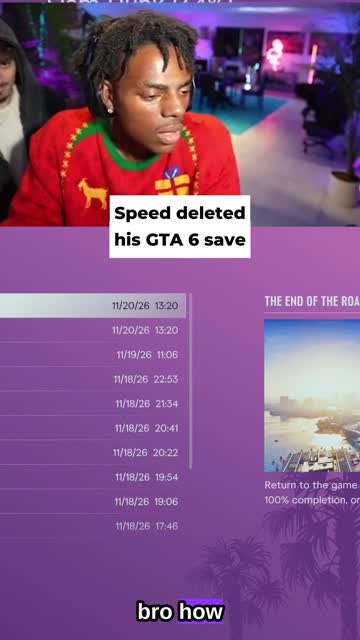 Speed deleted
his GTA 6 save
11/20/26 13:20
THE END OF THE ROA
11/20/26 13:20
11/19/26 11:06
11/18/26 22:53
11/18/26 21:34
11/18/26 20:41
11/18/26 20:22
11/18/26 19:54
11/18/26 19:06
11/18/26 17:46
Return to the game
100% completion, or
bro how